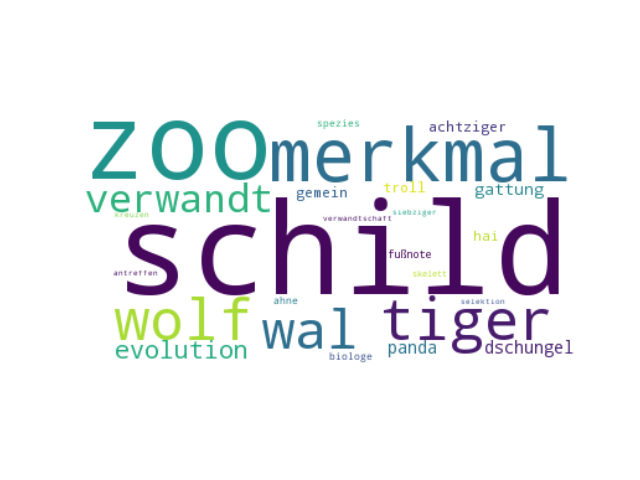 spezies
achtziger
zoo
merkmal
verwandt
gemein
troll
gattung
kreuzen
schild
verwandtschaft
siebziger
hai
fußnote
antreffen
skelett
wolf
ahne
wal
tiger
selektion
evolution
biologe
panda
dschungel